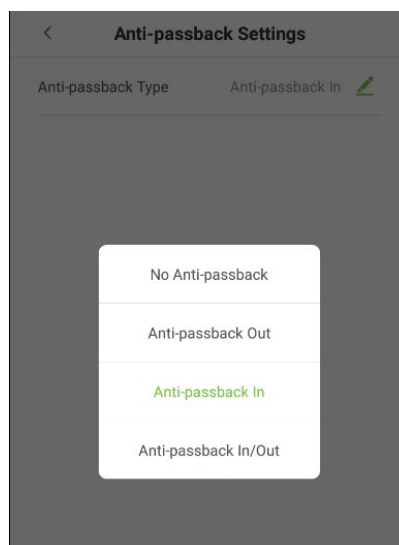 Anti-passback Settings
Anti-passback Type Anti-passback In
No Anti-passback
Anti-passback Out
Anti-passback In
Anti-passback In/Out